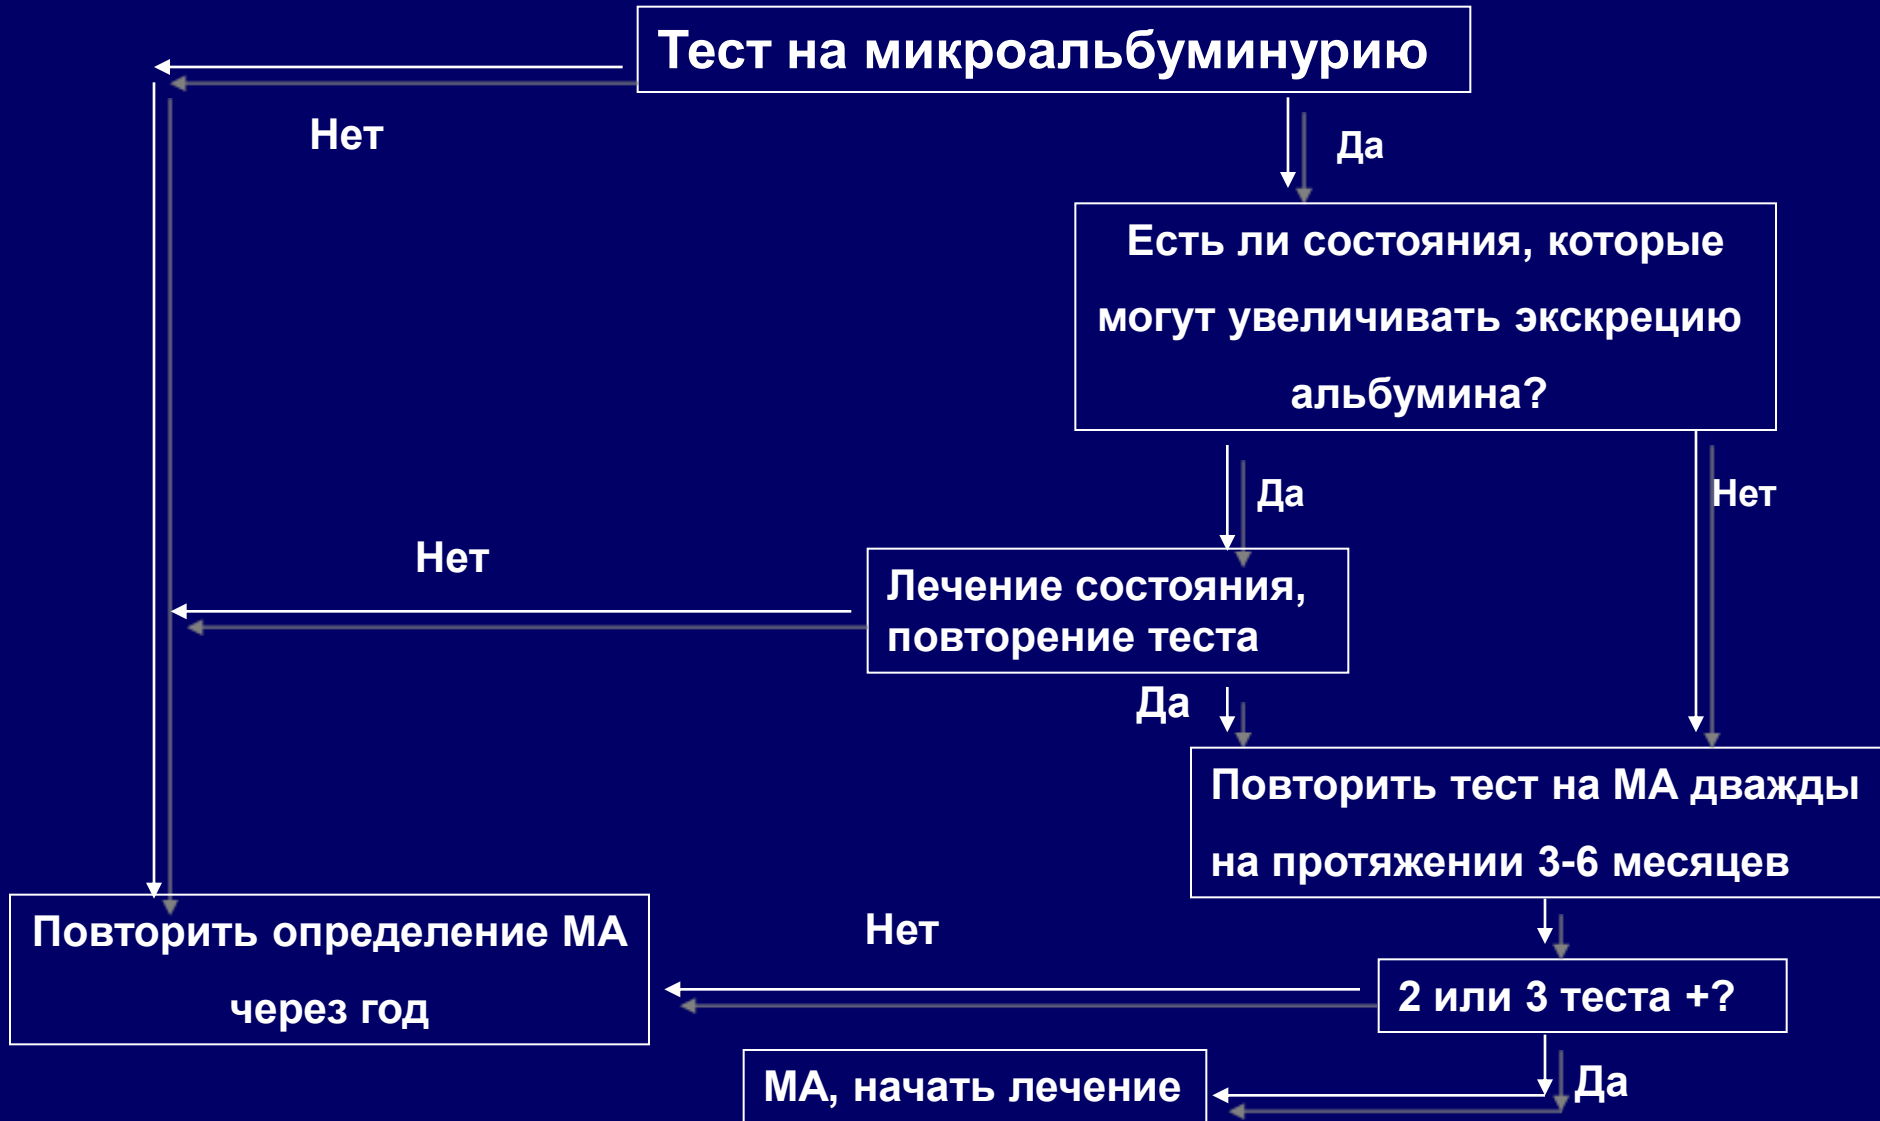 Тест на микроальбуминурию
Нет
Да
Есть ли состояния, которые
могут увеличивать экскрецию
альбумина?
Да
Нет
Нет
Лечение состояния,
повторение теста
Да
Повторить тест на МА дважды
на протяжении 3-6 месяцев
Повторить определение МА
через год
Нет
2 или 3 теста +?
МА, начать лечение
Да